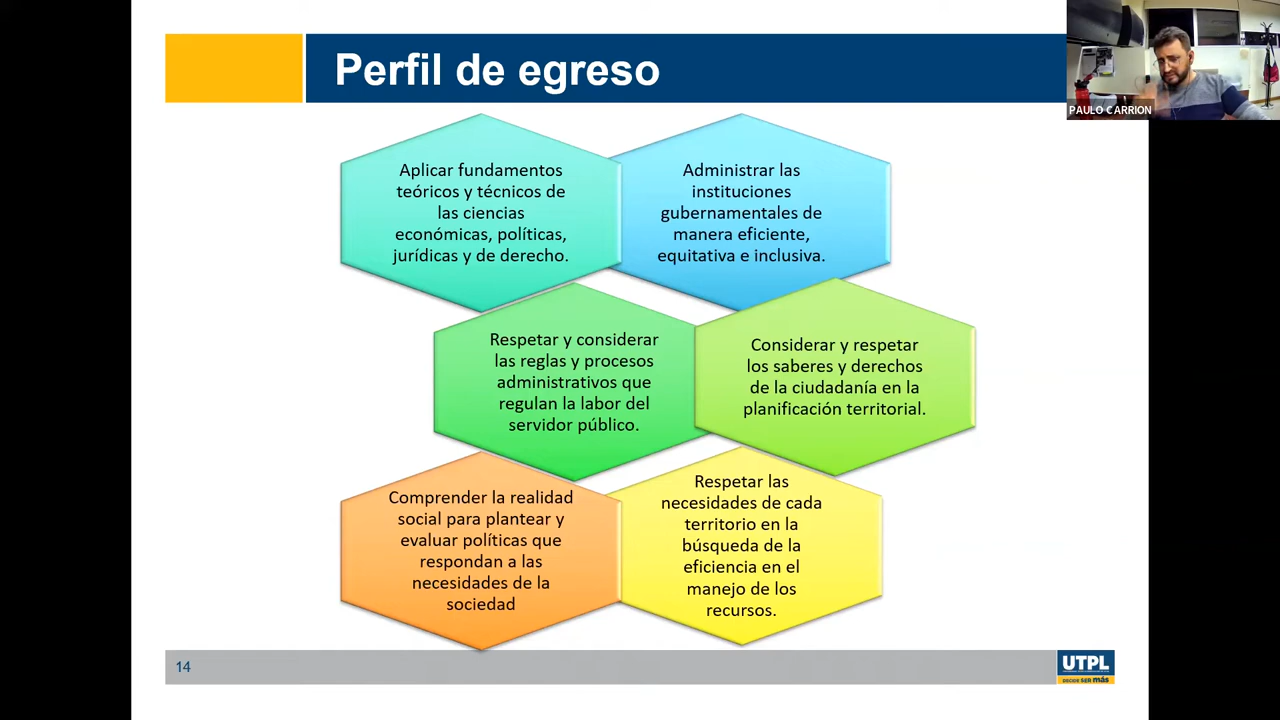 Perfil de egreso
PAULO CARRION
Aplicar fundamentos
teóricos y técnicos de
las ciencias
económicas, políticas,
jurídicas y de derecho.
Administrar las
instituciones
gubernamentales de
manera eficiente,
equitativa e inclusiva.
Respetar y considerar
las reglas y procesos
administrativos que
regulan la labor del
servidor público.
Considerar y respetar
los saberes y derechos
de la ciudadanía en la
planificación territorial.
Comprender la realidad
social para plantear y
evaluar políticas que
respondan a las
necesidades de la
sociedad
Respetar las
necesidades de cada
territorio en la
búsqueda de la
eficiencia en el
manejo de los
recursos.
14
UTPL
DECIDE SER más